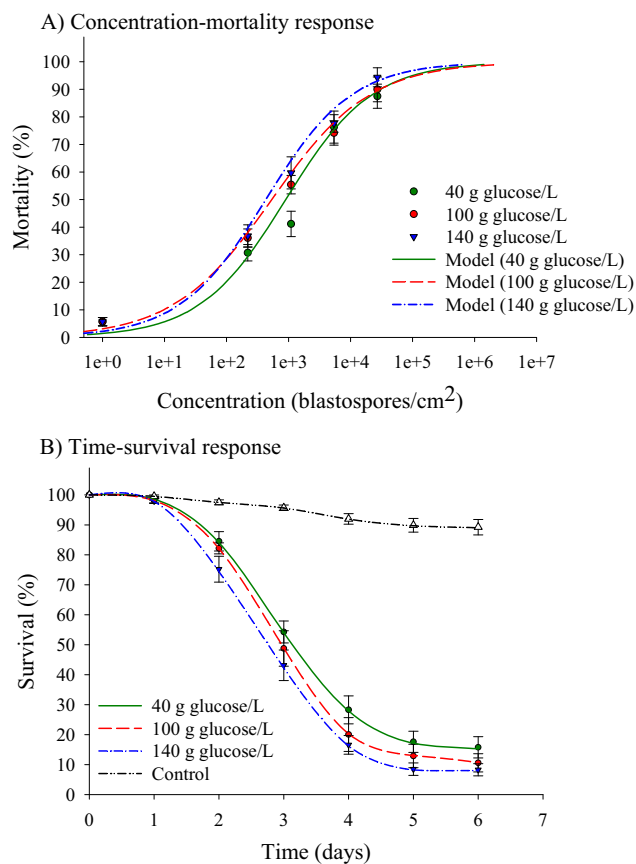 A) Concentration-mortality response
100
90
80
70
60
50
40
30
20
10
0
Mortality (%)
40 g glucose/L
100 g glucose/L
140 g glucose/L
Model (40 g glucose/L)
Model (100 g glucose/L)
Model (140 g glucose/L)
1e+0 1e+1 1e+2 1e+3 1e+4 1e+5 1e+6 1e+7
Concentration (blastospores/cm²)
B) Time-survival response
100
90
80
70
60
50
40
30
20
10
0
Survival (%)
40 g glucose/L
100 g glucose/L
140 g glucose/L
Control
0 1 2 3 4 5 6 7
Time (days)